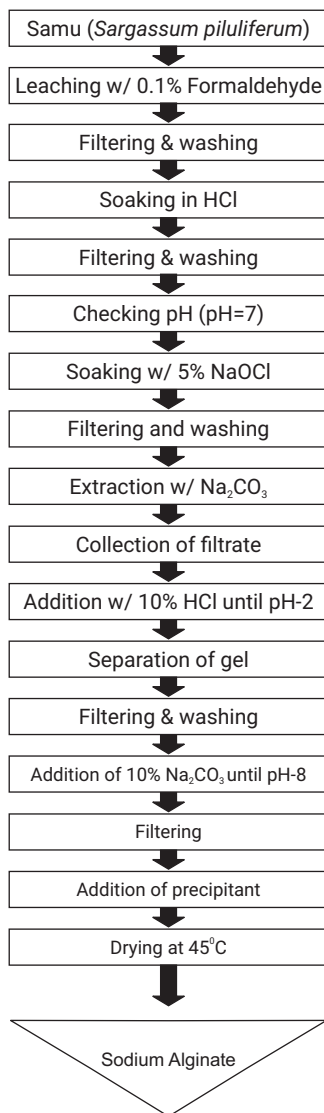 Samu (Sargassum piluliferum)
Leaching w/ 0.1% Formaldehyde
Filtering & washing
Soaking in HCl
Filtering & washing
Checking pH (pH=7)
Soaking w/ 5% NaOCl
Filtering and washing
Extraction w/ Na₂CO₃
Collection of filtrate
Addition w/ 10% HCl until pH-2
Separation of gel
Filtering & washing
Addition of 10% Na₂CO₃ until pH-8
Filtering
Addition of precipitant
Drying at 45⁰C
Sodium Alginate